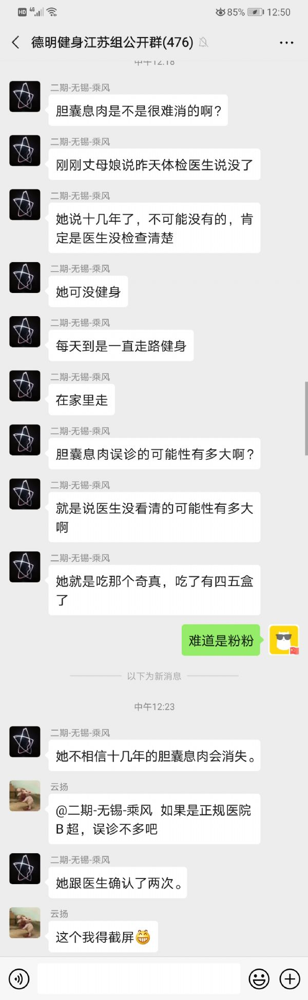 HD 4G 85% 12:50
德明健身江苏组公开群(476)
中午12:18
二期-无锡-乘风
胆囊息肉是不是很难消的啊？
二期-无锡-乘风
刚刚丈母娘说昨天体检医生说没了
二期-无锡-乘风
她说十几年了，不可能没有的，肯
定是医生没检查清楚
二期-无锡-乘风
她可没健身
二期-无锡-乘风
每天到是一直走路健身
二期-无锡-乘风
在家里走
二期-无锡-乘风
胆囊息肉误诊的可能性有多大啊？
二期-无锡-乘风
就是说医生没看清的可能性有多大
啊
二期-无锡-乘风
她就是吃那个奇真，吃了有四五盒
了
难道是粉粉
以下为新消息
中午12:23
二期-无锡-乘风
她不相信十几年的胆囊息肉会消失。
云扬
@二期-无锡-乘风 如果是正规医院
B 超，误诊不多吧
二期-无锡-乘风
她跟医生确认了两次。
云扬
这个我得截屏😁